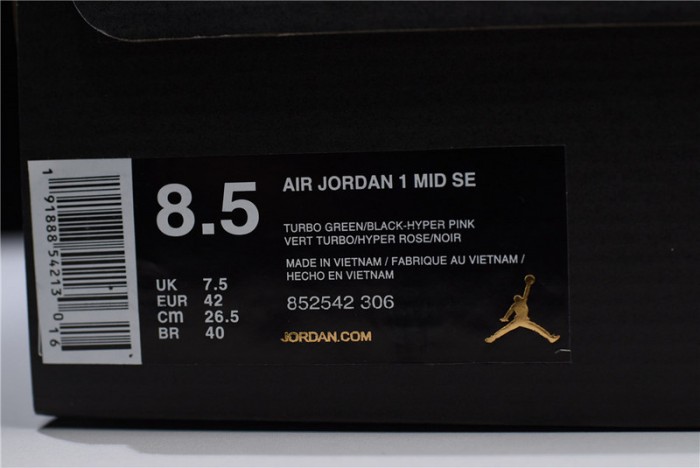 1 91888 54213 0 16
8.5
AIR JORDAN 1 MID SE
TURBO GREEN/BLACK-HYPER PINK
VERT TURBO/HYPER ROSE/NOIR
MADE IN VIETNAM / FABRIQUE AU VIETNAM /
HECHO EN VIETNAM
UK 7.5
EUR 42
cm 26.5
BR 40
852542 306
JORDAN.COM